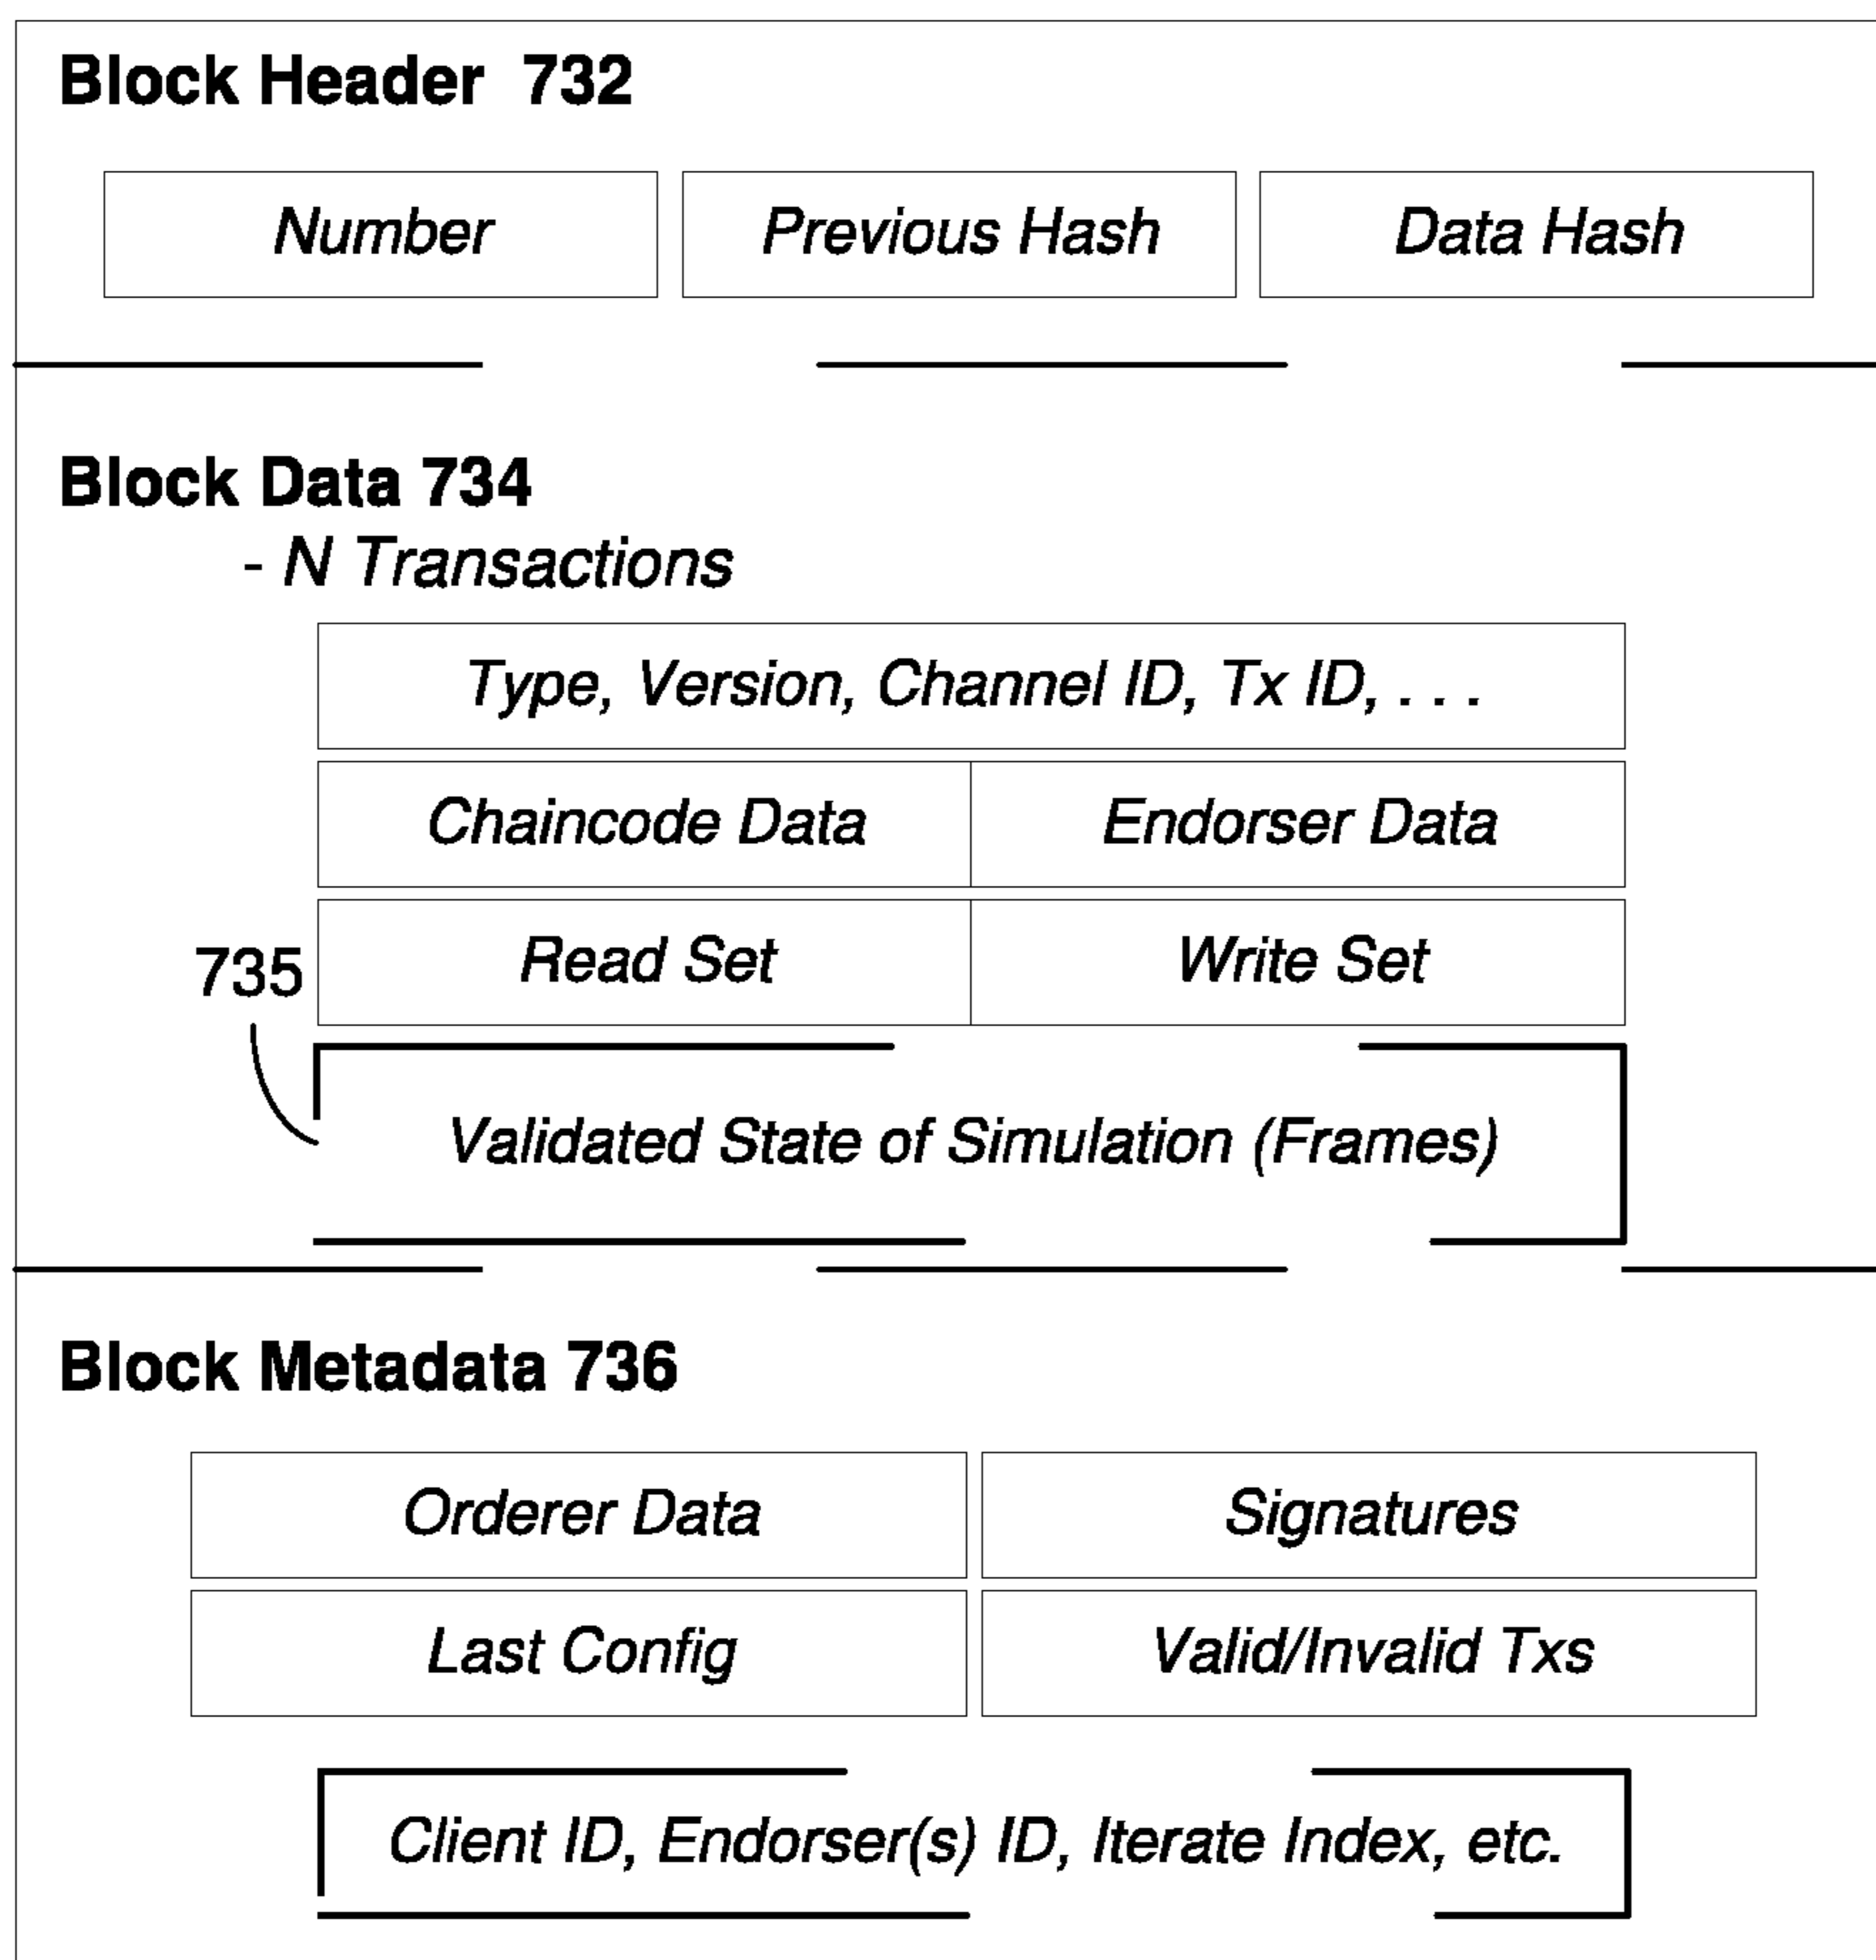 Block Header 732
Number Previous Hash Data Hash
Block Data 734
- N Transactions
Type, Version, Channel ID, Tx ID, . . .
Chaincode Data Endorser Data
735 Read Set Write Set
Validated State of Simulation (Frames)
Block Metadata 736
Orderer Data Signatures
Last Config Valid/Invalid Txs
Client ID, Endorser(s) ID, Iterate Index, etc.